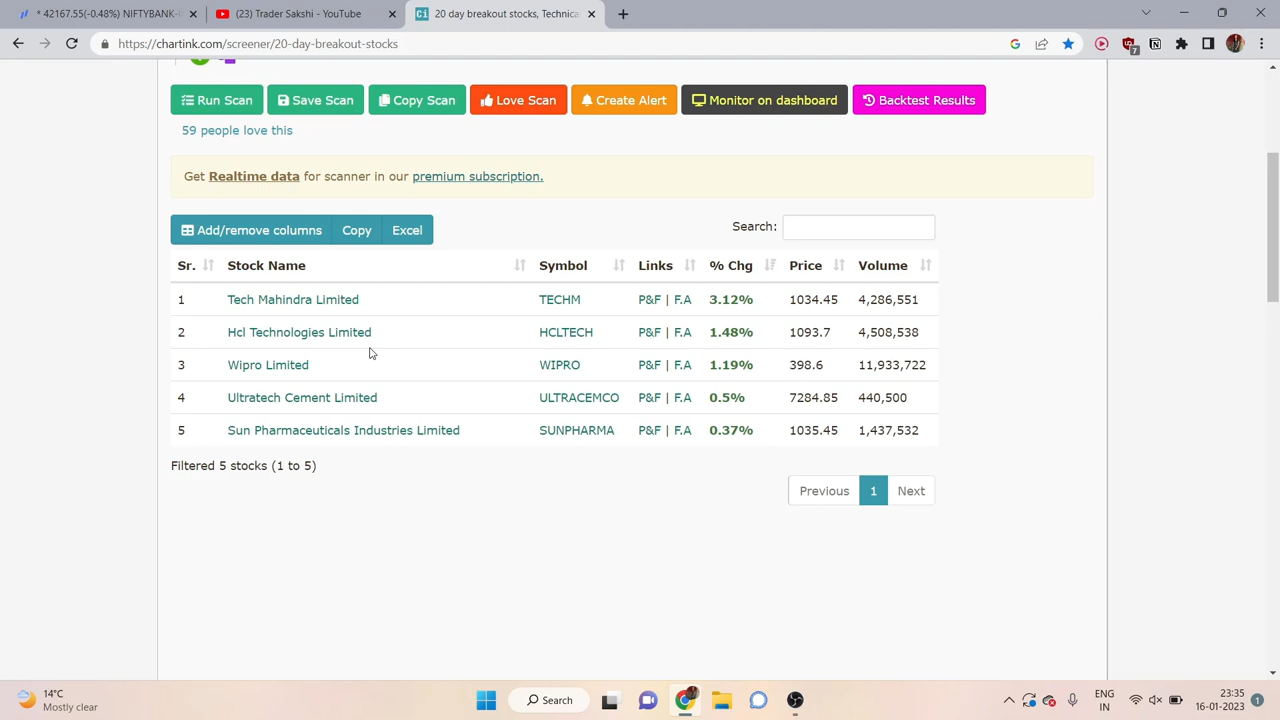 * 42167.55(-0.48%) NIFTYBANK-
(23) Trader Sakshi - YouTube
20 day breakout stocks, Technica
https://chartink.com/screener/20-day-breakout-stocks
7
Run Scan Save Scan Copy Scan Love Scan Create Alert Monitor on dashboard Backtest Results
59 people love this
Get Realtime data for scanner in our premium subscription.
Add/remove columns Copy Excel Search:
Sr. Stock Name Symbol Links % Chg Price Volume
1 Tech Mahindra Limited TECHM P&F | F.A 3.12% 1034.45 4,286,551
2 Hcl Technologies Limited HCLTECH P&F | F.A 1.48% 1093.7 4,508,538
3 Wipro Limited WIPRO P&F | F.A 1.19% 398.6 11,933,722
4 Ultratech Cement Limited ULTRACEMCO P&F | F.A 0.5% 7284.85 440,500
5 Sun Pharmaceuticals Industries Limited SUNPHARMA P&F | F.A 0.37% 1035.45 1,437,532
Filtered 5 stocks (1 to 5)
Previous 1 Next
14°C
Mostly clear
Search
ENG
IN
23:35
16-01-2023
1